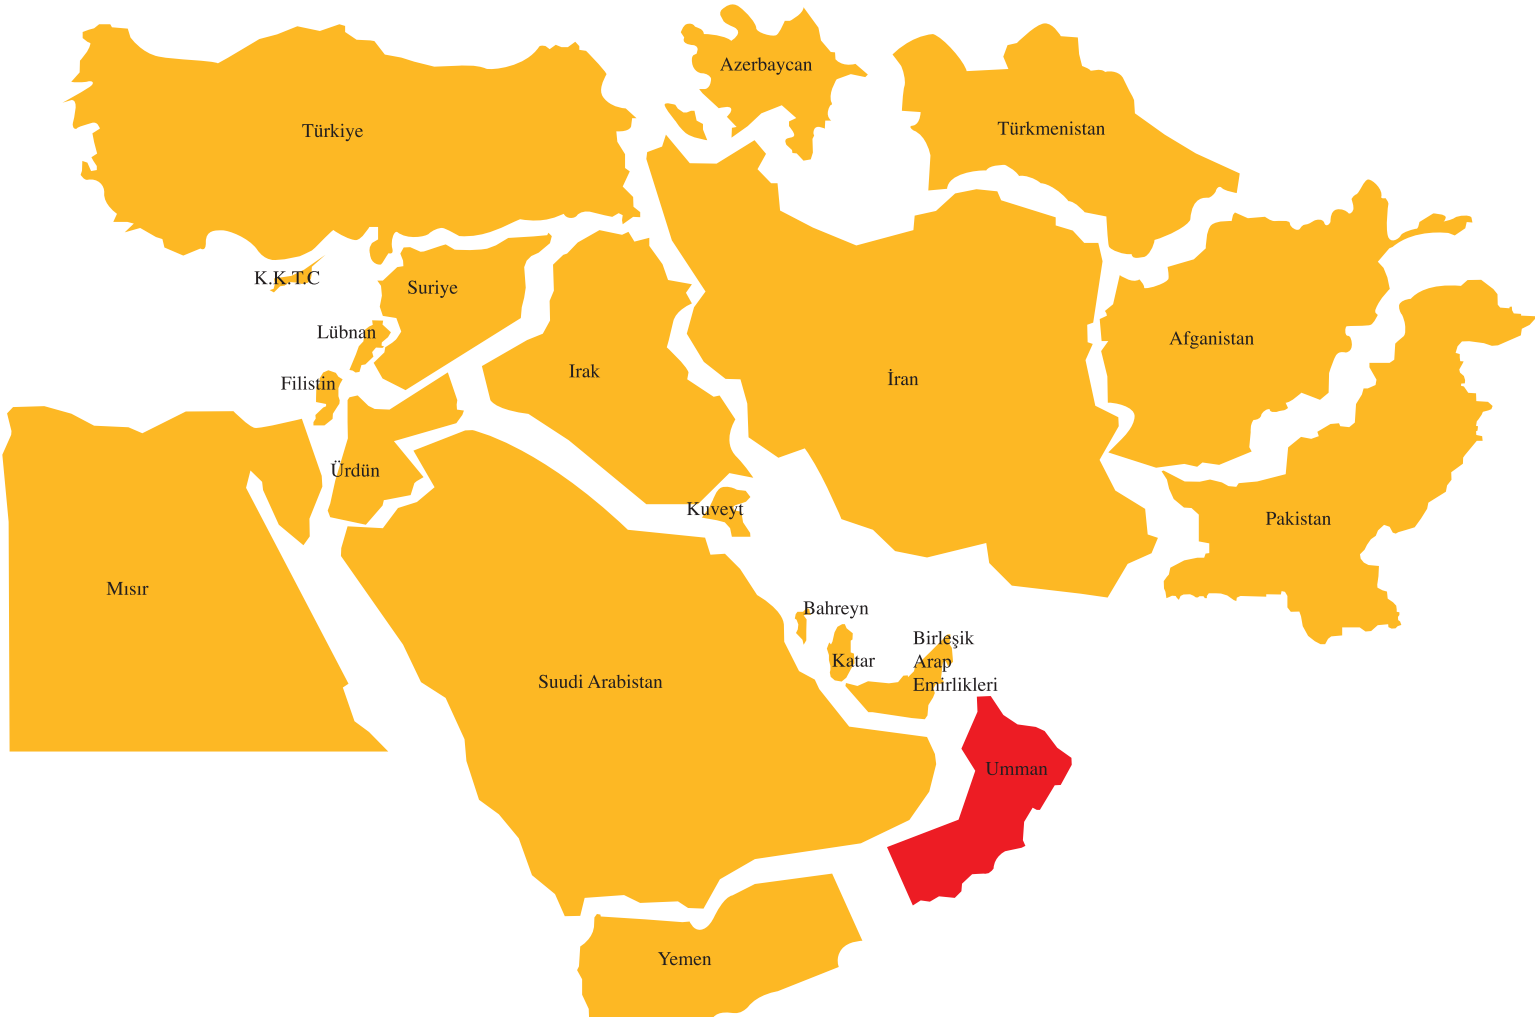 Azerbaycan
Türkiye
Türkmenistan
K.K.T.C
Suriye
Lübnan
Afganistan
Filistin
Irak
İran
Ürdün
Kuveyt
Pakistan
Mısır
Bahreyn
Birleşik
Arap
Emirlikleri
Katar
Suudi Arabistan
Umman
Yemen